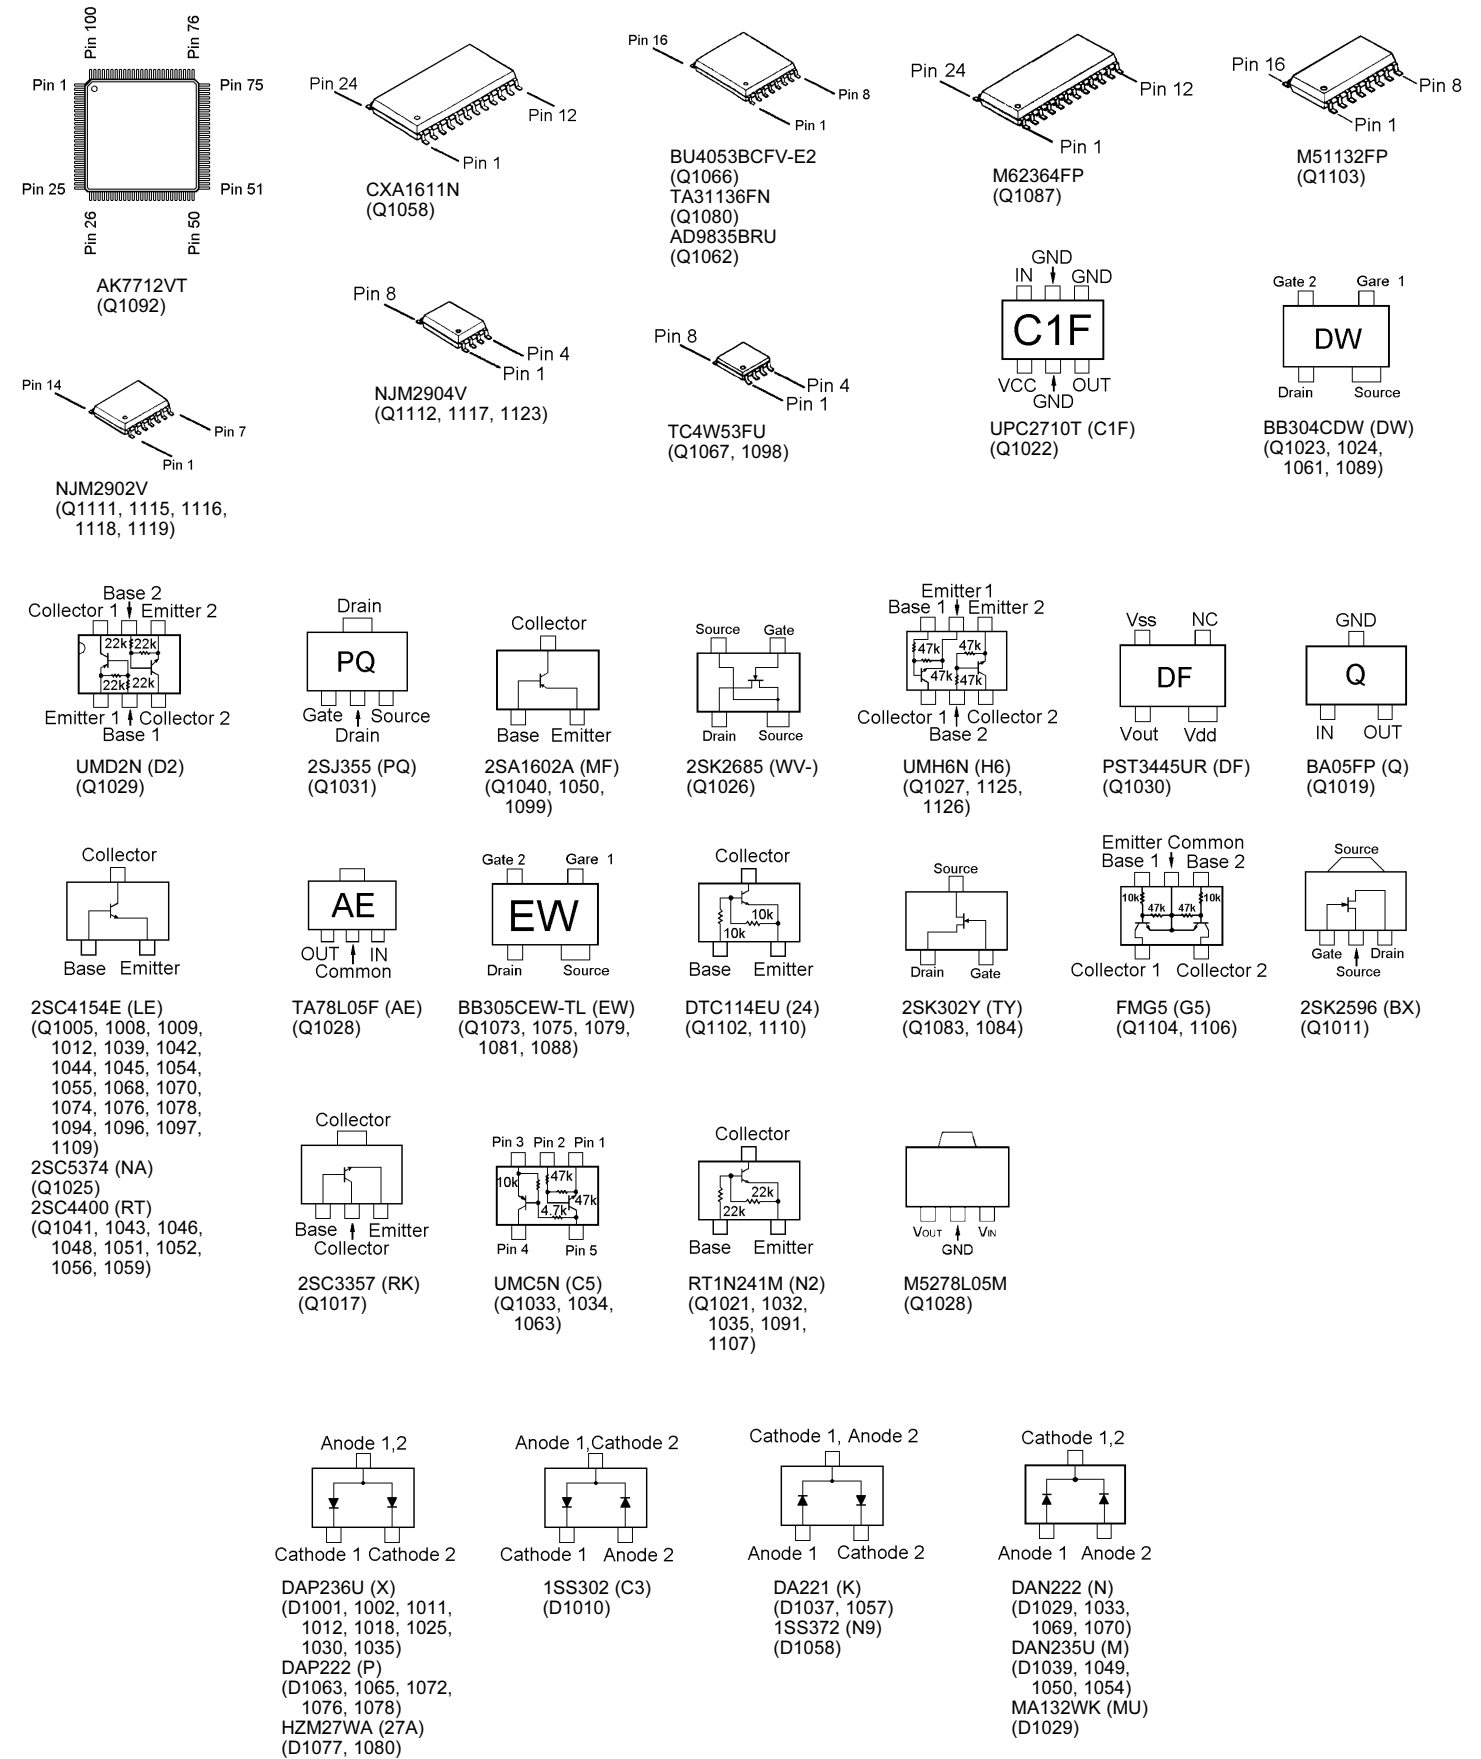 Pin 100
Pin 76
Pin 1
Pin 75
Pin 25
Pin 51
Pin 26
Pin 50
AK7712VT
(Q1092)
Pin 24
Pin 12
Pin 1
CXA1611N
(Q1058)
Pin 16
Pin 8
Pin 1
BU4053BCFV-E2
(Q1066)
TA31136FN
(Q1080)
AD9835BRU
(Q1062)
Pin 24
Pin 12
Pin 1
M62364FP
(Q1087)
Pin 16
Pin 8
Pin 1
M51132FP
(Q1103)
Pin 14
Pin 7
Pin 1
NJM2902V
(Q1111, 1115, 1116,
1118, 1119)
Pin 8
Pin 4
Pin 1
NJM2904V
(Q1112, 1117, 1123)
Pin 8
Pin 4
Pin 1
TC4W53FU
(Q1067, 1098)
GND
IN GND
C1F
VCC OUT
GND
UPC2710T (C1F)
(Q1022)
Gate 2 Gare 1
DW
Drain Source
BB304CDW (DW)
(Q1023, 1024,
1061, 1089)
Base 2
Collector 1 Emitter 2
22k 22k
22k 22k
Emitter 1 Collector 2
Base 1
UMD2N (D2)
(Q1029)
Drain
PQ
Gate Source
Drain
2SJ355 (PQ)
(Q1031)
Collector
Base Emitter
2SA1602A (MF)
(Q1040, 1050,
1099)
Source Gate
Drain Source
2SK2685 (WV-)
(Q1026)
Emitter 1
Base 1 Emitter 2
47k 47k
47k 47k
Collector 1 Collector 2
Base 2
UMH6N (H6)
(Q1027, 1125,
1126)
Vss NC
DF
Vout Vdd
PST3445UR (DF)
(Q1030)
GND
Q
IN OUT
BA05FP (Q)
(Q1019)
Collector
Base Emitter
2SC4154E (LE)
(Q1005, 1008, 1009,
1012, 1039, 1042,
1044, 1045, 1054,
1055, 1068, 1070,
1074, 1076, 1078,
1094, 1096, 1097,
1109)
2SC5374 (NA)
(Q1025)
2SC4400 (RT)
(Q1041, 1043, 1046,
1048, 1051, 1052,
1056, 1059)
AE
OUT IN
Common
TA78L05F (AE)
(Q1028)
Gate 2 Gare 1
EW
Drain Source
BB305CEW-TL (EW)
(Q1073, 1075, 1079,
1081, 1088)
Collector
10k
10k
Base Emitter
DTC114EU (24)
(Q1102, 1110)
Source
Drain Gate
2SK302Y (TY)
(Q1083, 1084)
Emitter Common
Base 1 Base 2
10k 47k 47k 10k
Collector 1 Collector 2
FMG5 (G5)
(Q1104, 1106)
Source
Gate Drain
Source
2SK2596 (BX)
(Q1011)
Collector
Base Emitter
Collector
2SC3357 (RK)
(Q1017)
Pin 3 Pin 2 Pin 1
10k 47k
47k
4.7k
Pin 4 Pin 5
UMC5N (C5)
(Q1033, 1034,
1063)
Collector
22k
22k
Base Emitter
RT1N241M (N2)
(Q1021, 1032,
1035, 1091,
1107)
VOUT VIN
GND
M5278L05M
(Q1028)
Anode 1,2
Cathode 1 Cathode 2
DAP236U (X)
(D1001, 1002, 1011,
1012, 1018, 1025,
1030, 1035)
DAP222 (P)
(D1063, 1065, 1072,
1076, 1078)
HZM27WA (27A)
(D1077, 1080)
Anode 1,Cathode 2
Cathode 1 Anode 2
1SS302 (C3)
(D1010)
Cathode 1, Anode 2
Anode 1 Cathode 2
DA221 (K)
(D1037, 1057)
1SS372 (N9)
(D1058)
Cathode 1,2
Anode 1 Anode 2
DAN222 (N)
(D1029, 1033,
1069, 1070)
DAN235U (M)
(D1039, 1049,
1050, 1054)
MA132WK (MU)
(D1029)